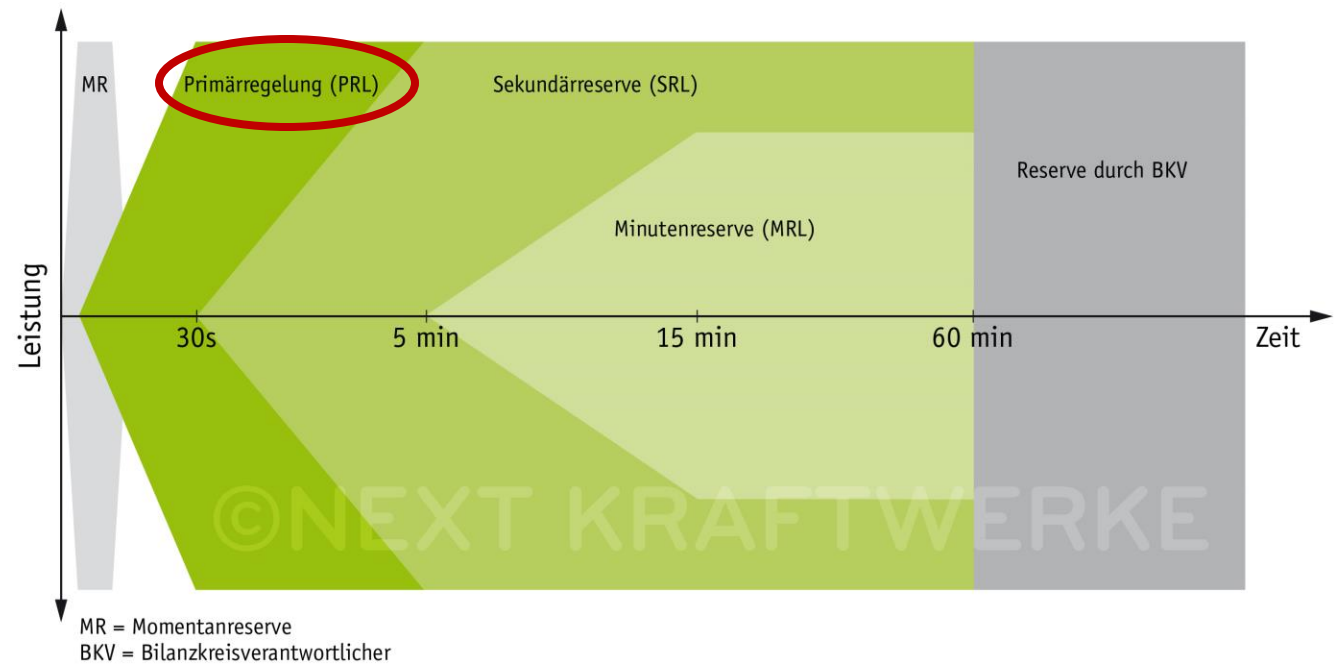 MR
Primärregelung (PRL)
Sekundärreserve (SRL)
Reserve durch BKV
Minutenreserve (MRL)
Leistung
30s
5 min
15 min
60 min
Zeit
©NEXT KRAFTWERKE
MR = Momentanreserve
BKV = Bilanzkreisverantwortlicher